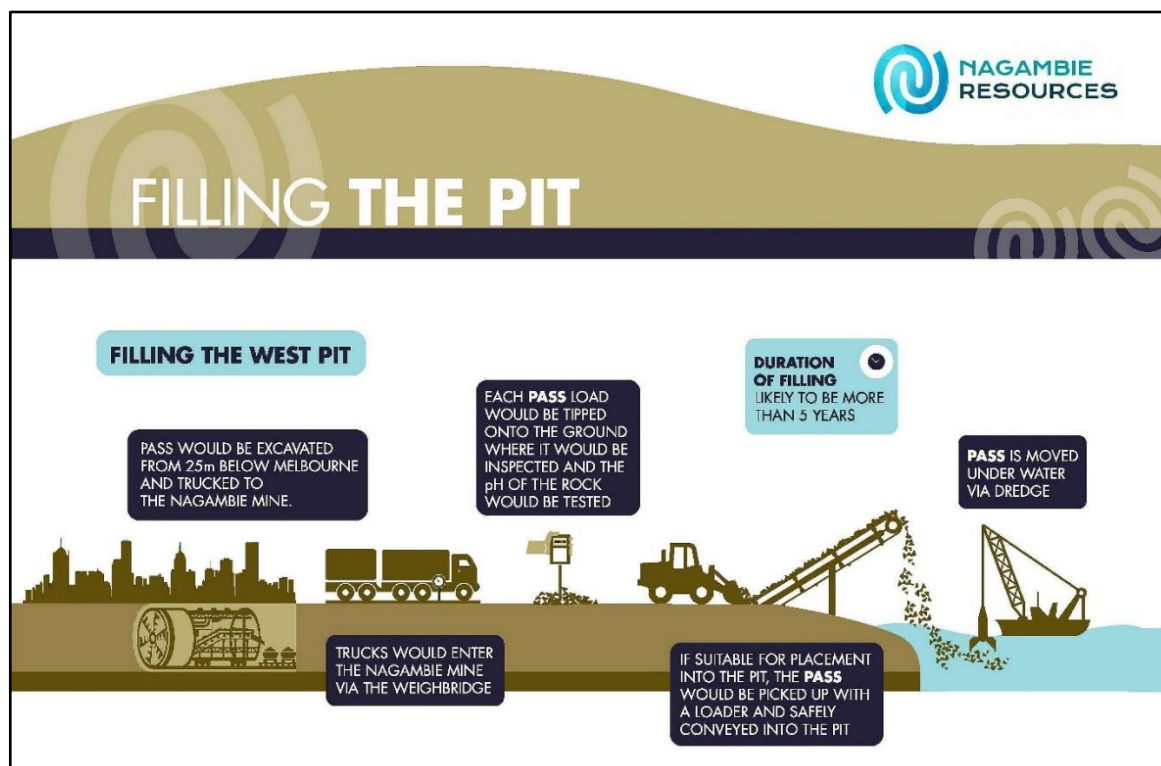 NAGAMBIE
RESOURCES
FILLING THE PIT
FILLING THE WEST PIT
PASS WOULD BE EXCAVATED
FROM 25m BELOW MELBOURNE
AND TRUCKED TO
THE NAGAMBIE MINE.
TRUCKS WOULD ENTER
THE NAGAMBIE MINE
VIA THE WEIGHBRIDGE
EACH PASS LOAD
WOULD BE TIPPED
ONTO THE GROUND
WHERE IT WOULD BE
INSPECTED AND THE
pH OF THE ROCK
WOULD BE TESTED
IF SUITABLE FOR PLACEMENT
INTO THE PIT, THE PASS
WOULD BE PICKED UP WITH
A LOADER AND SAFELY
CONVEYED INTO THE PIT
DURATION
OF FILLING
LIKELY TO BE MORE
THAN 5 YEARS
PASS IS MOVED
UNDER WATER
VIA DREDGE